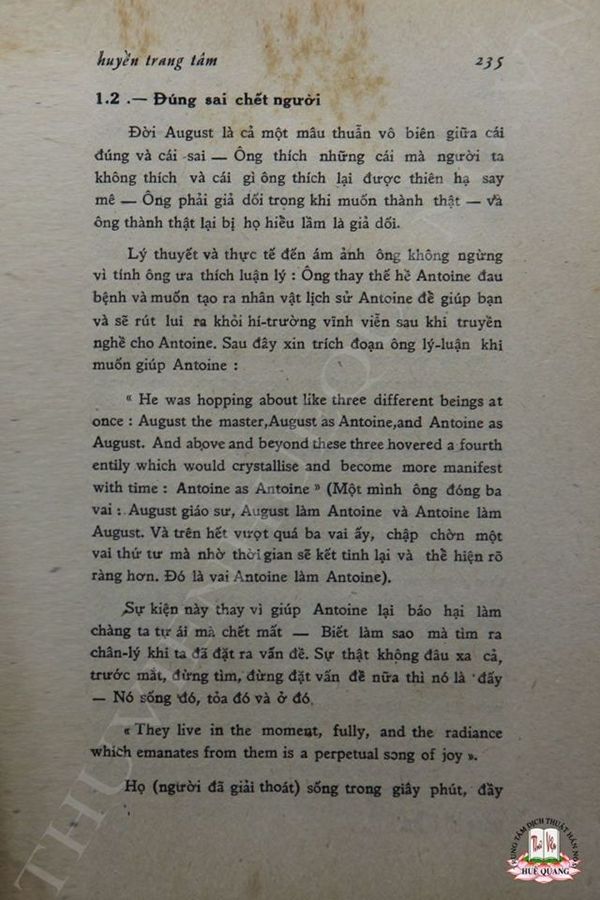 huyền trang tâm 235
1.2 .— Đúng sai chết người
Đời August là cả một mâu thuẫn vô biên giữa cái
đúng và cái sai — Ông thích những cái mà người ta
không thích và cái gì ông thích lại được thiên hạ say
mê — Ông phải giả dối trong khi muốn thành thật — và
ông thành thật lại bị họ hiểu lầm là giả dối.
Lý thuyết và thực tế đến ám ảnh ông không ngừng
vì tính ông ưa thích luận lý : Ông thay thế hề Antoine đau
bệnh và muốn tạo ra nhân vật lịch sử Antoine để giúp bạn
và sẽ rút lui ra khỏi hí-trường vĩnh viễn sau khi truyền
nghề cho Antoine. Sau đây xin trích đoạn ông lý-luận khi
muốn giúp Antoine :
« He was hopping about like three different beings at
once : August the master,August as Antoine,and Antoine as
August. And above and beyond these three hovered a fourth
entily which would crystallise and become more manifest
with time : Antoine as Antoine » (Một mình ông đóng ba
vai : August giáo sư, August làm Antoine và Antoine làm
August. Và trên hết vượt quá ba vai ấy, chập chờn một
vai thứ tư mà nhờ thời gian sẽ kết tinh lại và thể hiện rõ
ràng hơn. Đó là vai Antoine làm Antoine).
Sự kiện này thay vì giúp Antoine lại báo hại làm
chàng ta tự ái mà chết mất — Biết làm sao mà tìm ra
chân-lý khi ta đã đặt ra vấn đề. Sự thật không đâu xa cả,
trước mắt, đừng tìm, đừng đặt vấn đề nữa thì nó là đấy
— Nó sống đó, tỏa đó và ở đó.
« They live in the moment, fully, and the radiance
which emanates from them is a perpetual song of joy ».
Họ (người đã giải thoát) sống trong giây phút, đầy
TRUNG TÂM DỊCH THUẬT HÁN NÔM
HUỆ QUANG